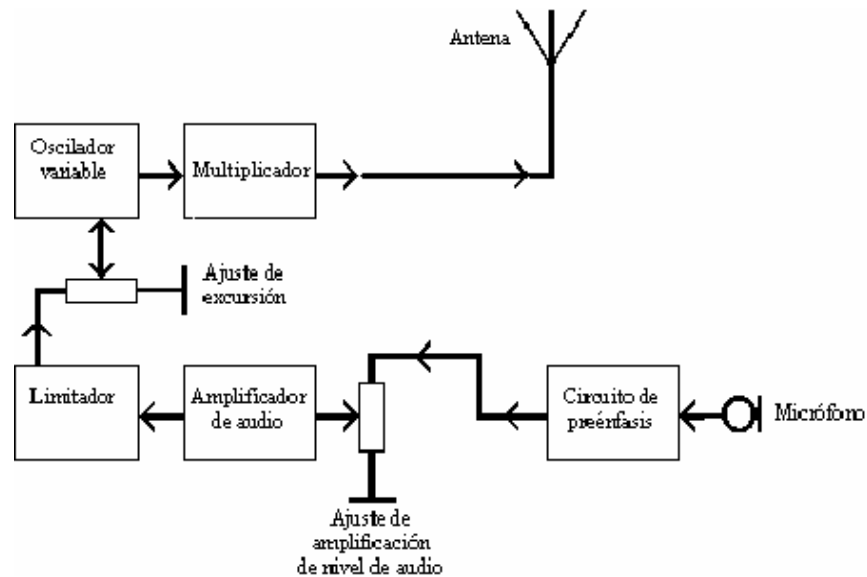 Antena
Oscilador
variable
Multiplicador
Ajuste de
excursión
Limitador
Amplificador
de audio
Circuito de
preénfasis
Micrófono
Ajuste de
amplificación
de nivel de audio